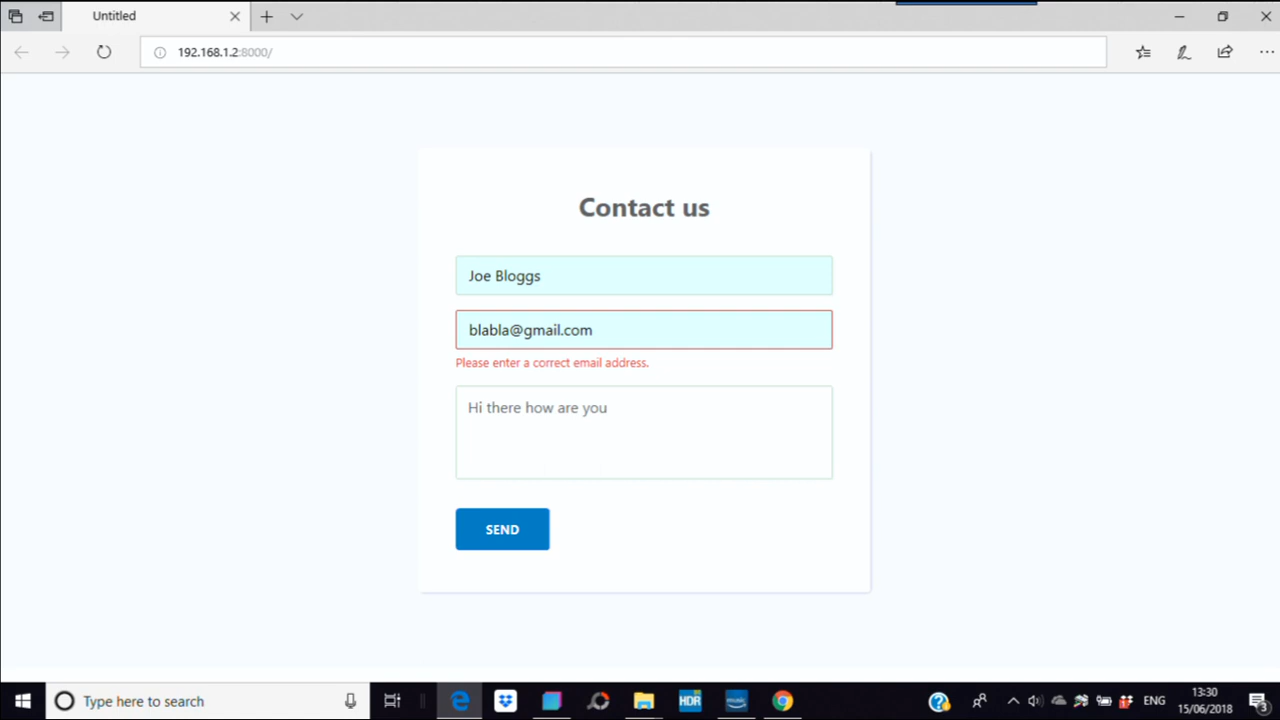 Untitled
192.168.1.2:8000/
Contact us
Joe Bloggs
blabla@gmail.com
Please enter a correct email address.
Hi there how are you
SEND
Type here to search
HDR
ENG
13:30
15/06/2018
3